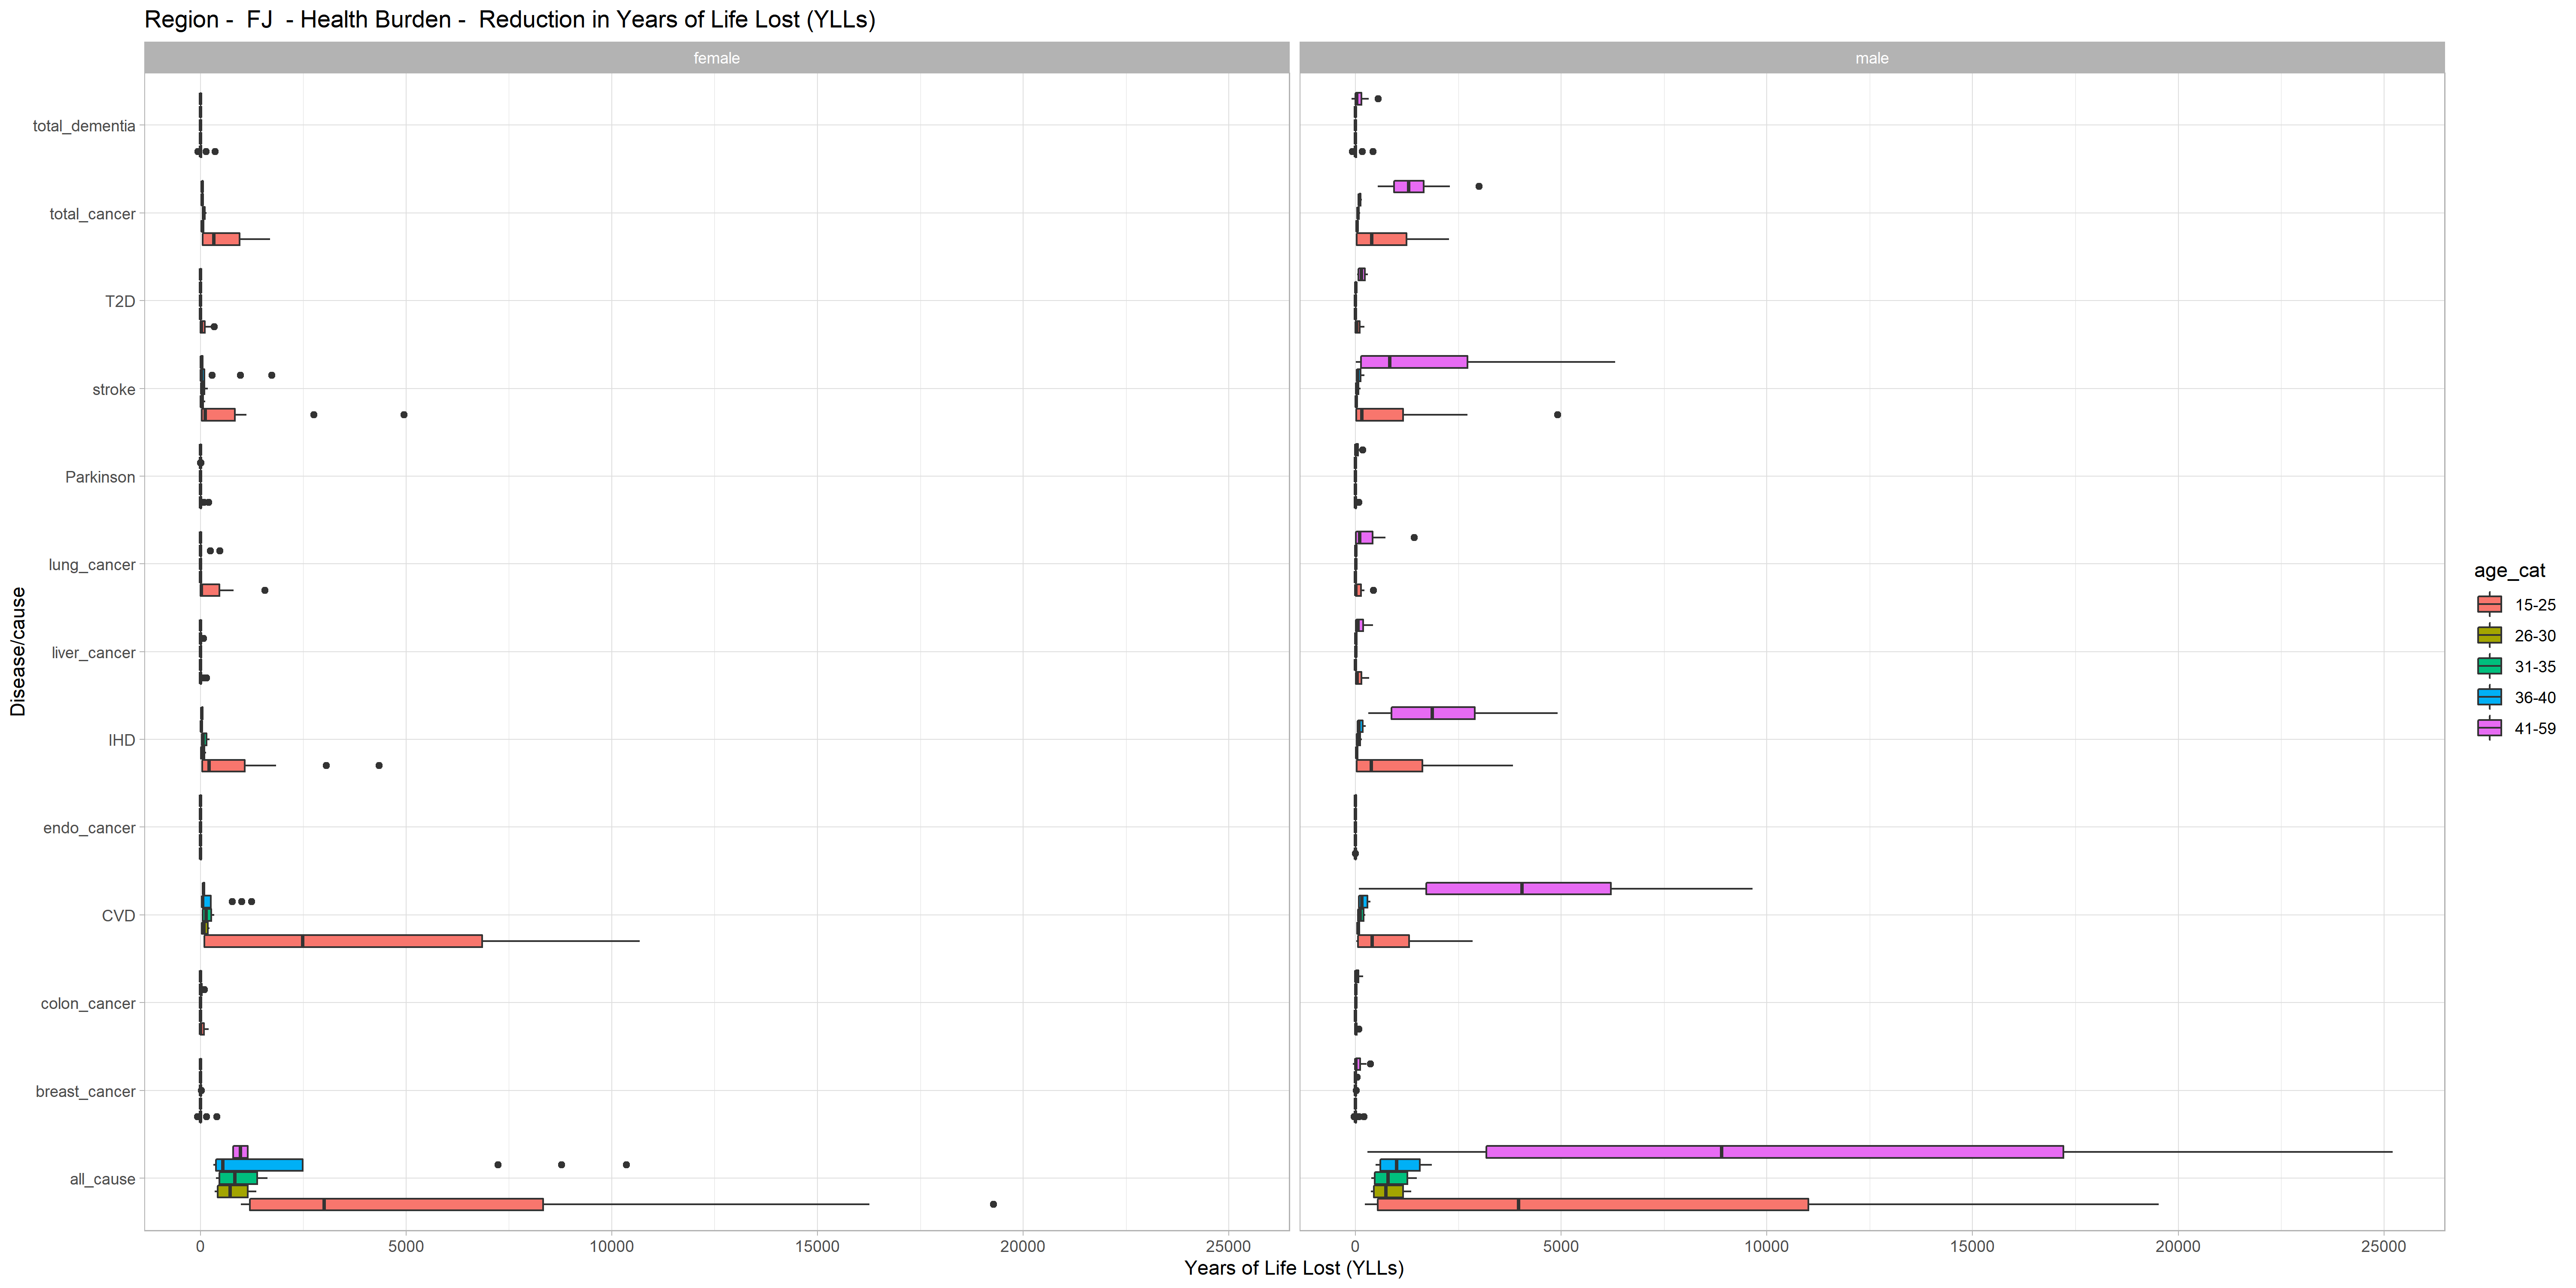 Region -  FJ  - Health Burden -  Reduction in Years of Life Lost (YLLs)
female
male
Disease/cause
total_dementia
total_cancer
T2D
stroke
Parkinson
lung_cancer
liver_cancer
IHD
endo_cancer
CVD
colon_cancer
breast_cancer
all_cause
0 5000 10000 15000 20000 25000
0 5000 10000 15000 20000 25000
Years of Life Lost (YLLs)
age_cat
15-25
26-30
31-35
36-40
41-59